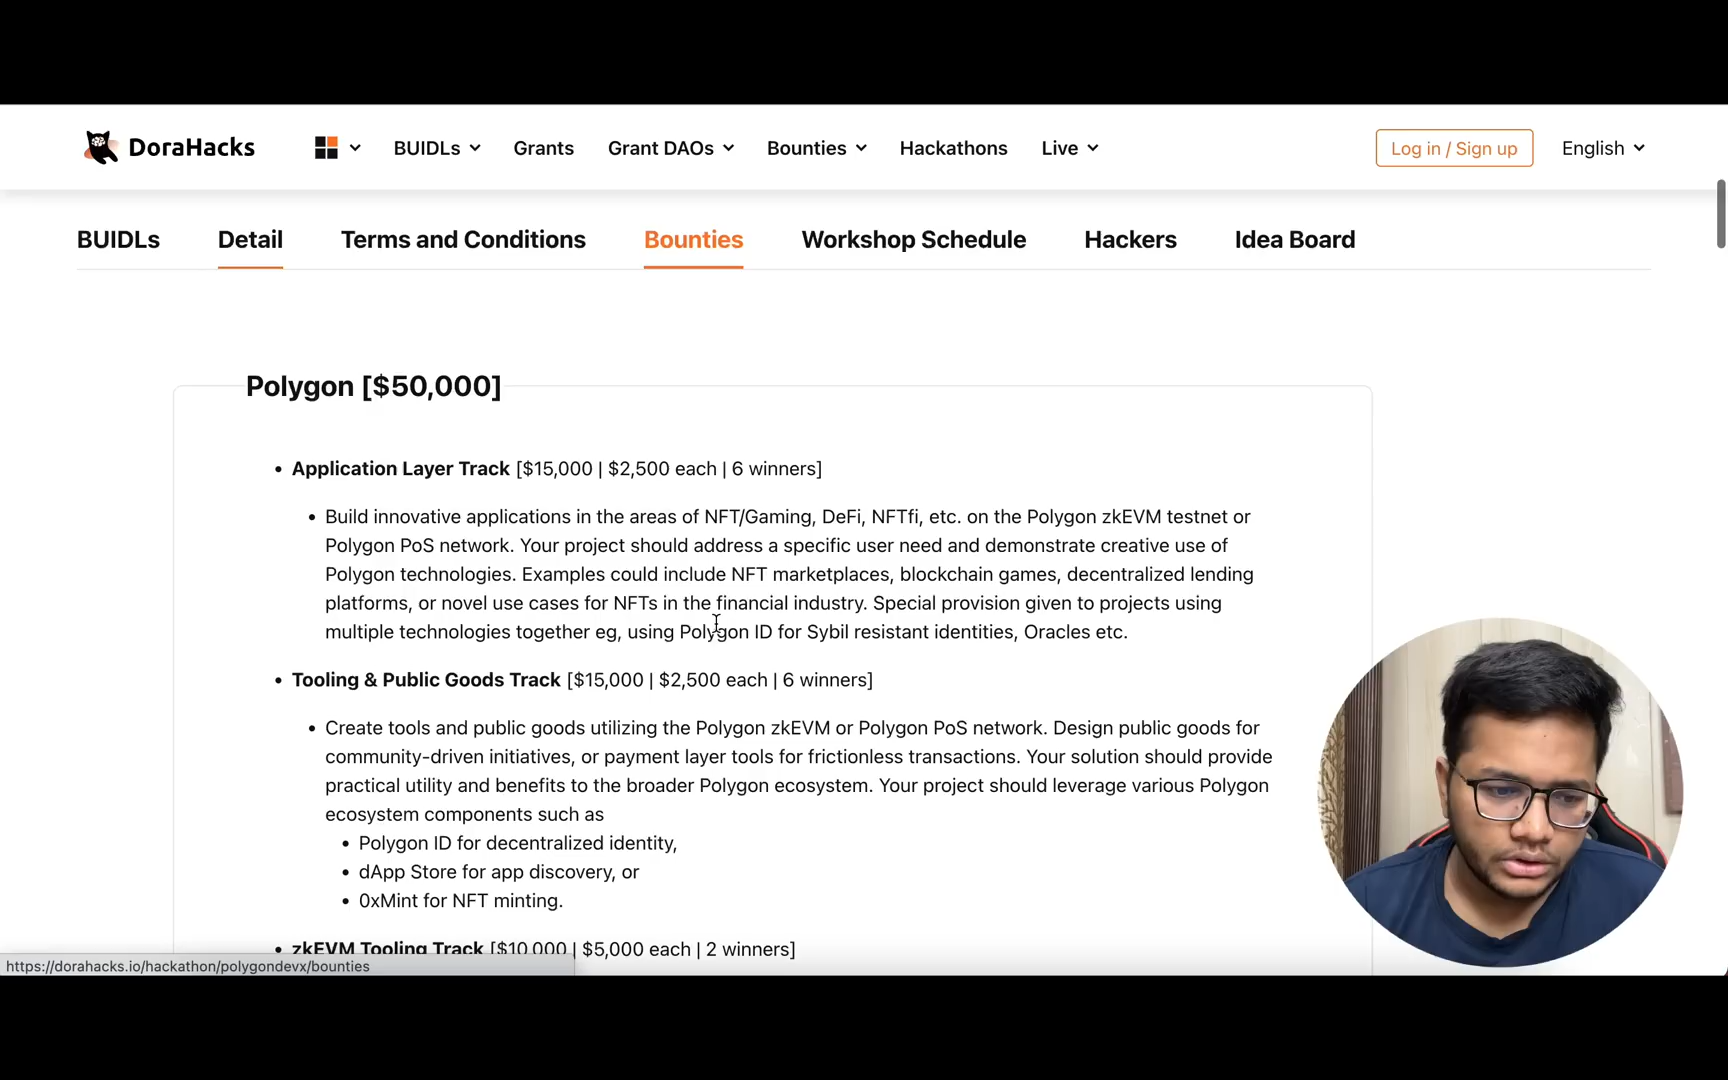 DoraHacks BUIDLs Grants Grant DAOs Bounties Hackathons Live Log in / Sign up English
BUIDLs Detail Terms and Conditions Bounties Workshop Schedule Hackers Idea Board
Polygon [$50,000]
• Application Layer Track [$15,000 | $2,500 each | 6 winners]
• Build innovative applications in the areas of NFT/Gaming, DeFi, NFTfi, etc. on the Polygon zkEVM testnet or
Polygon PoS network. Your project should address a specific user need and demonstrate creative use of
Polygon technologies. Examples could include NFT marketplaces, blockchain games, decentralized lending
platforms, or novel use cases for NFTs in the financial industry. Special provision given to projects using
multiple technologies together eg, using Polygon ID for Sybil resistant identities, Oracles etc.
• Tooling & Public Goods Track [$15,000 | $2,500 each | 6 winners]
• Create tools and public goods utilizing the Polygon zkEVM or Polygon PoS network. Design public goods for
community-driven initiatives, or payment layer tools for frictionless transactions. Your solution should provide
practical utility and benefits to the broader Polygon ecosystem. Your project should leverage various Polygon
ecosystem components such as
• Polygon ID for decentralized identity,
• dApp Store for app discovery, or
• 0xMint for NFT minting.
• zkEVM Tooling Track [$10,000 | $5,000 each | 2 winners]
https://dorahacks.io/hackathon/polygondevx/bounties